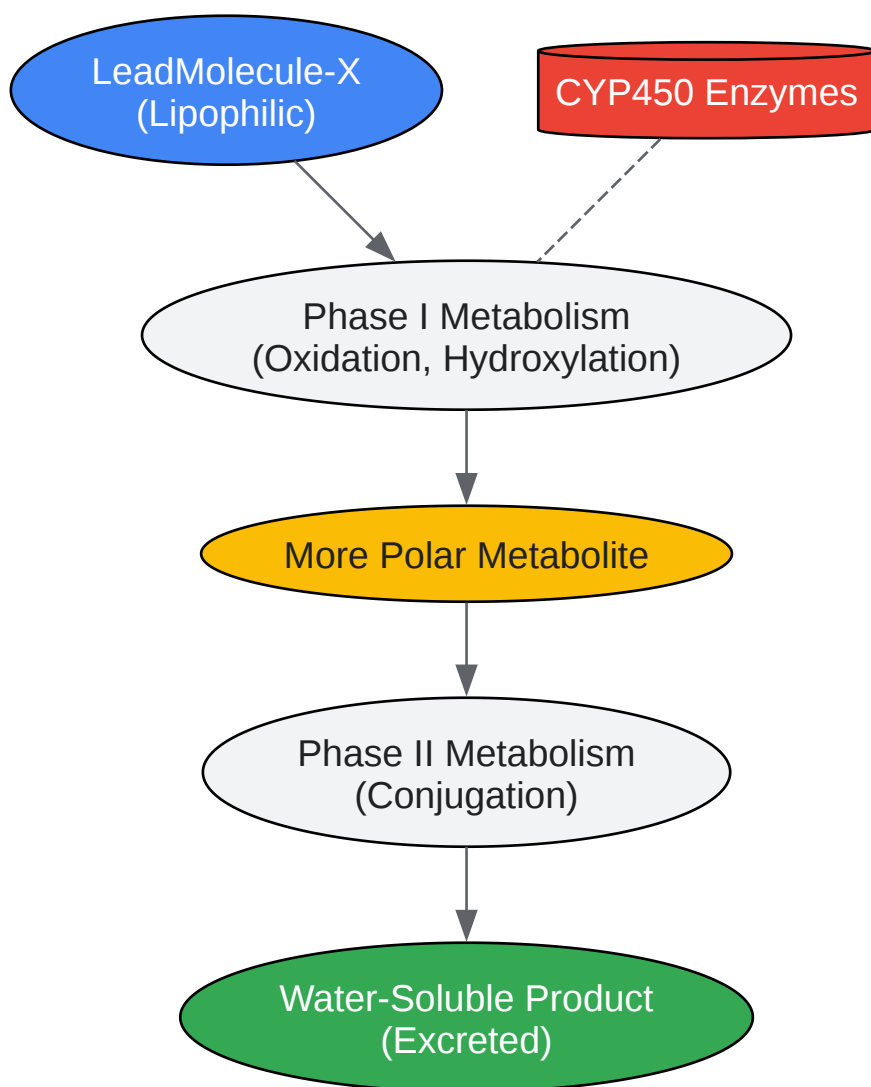 LeadMolecule-X
(Lipophilic)
CYP450 Enzymes
Phase I Metabolism
(Oxidation, Hydroxylation)
More Polar Metabolite
Phase II Metabolism
(Conjugation)
Water-Soluble Product
(Excreted)